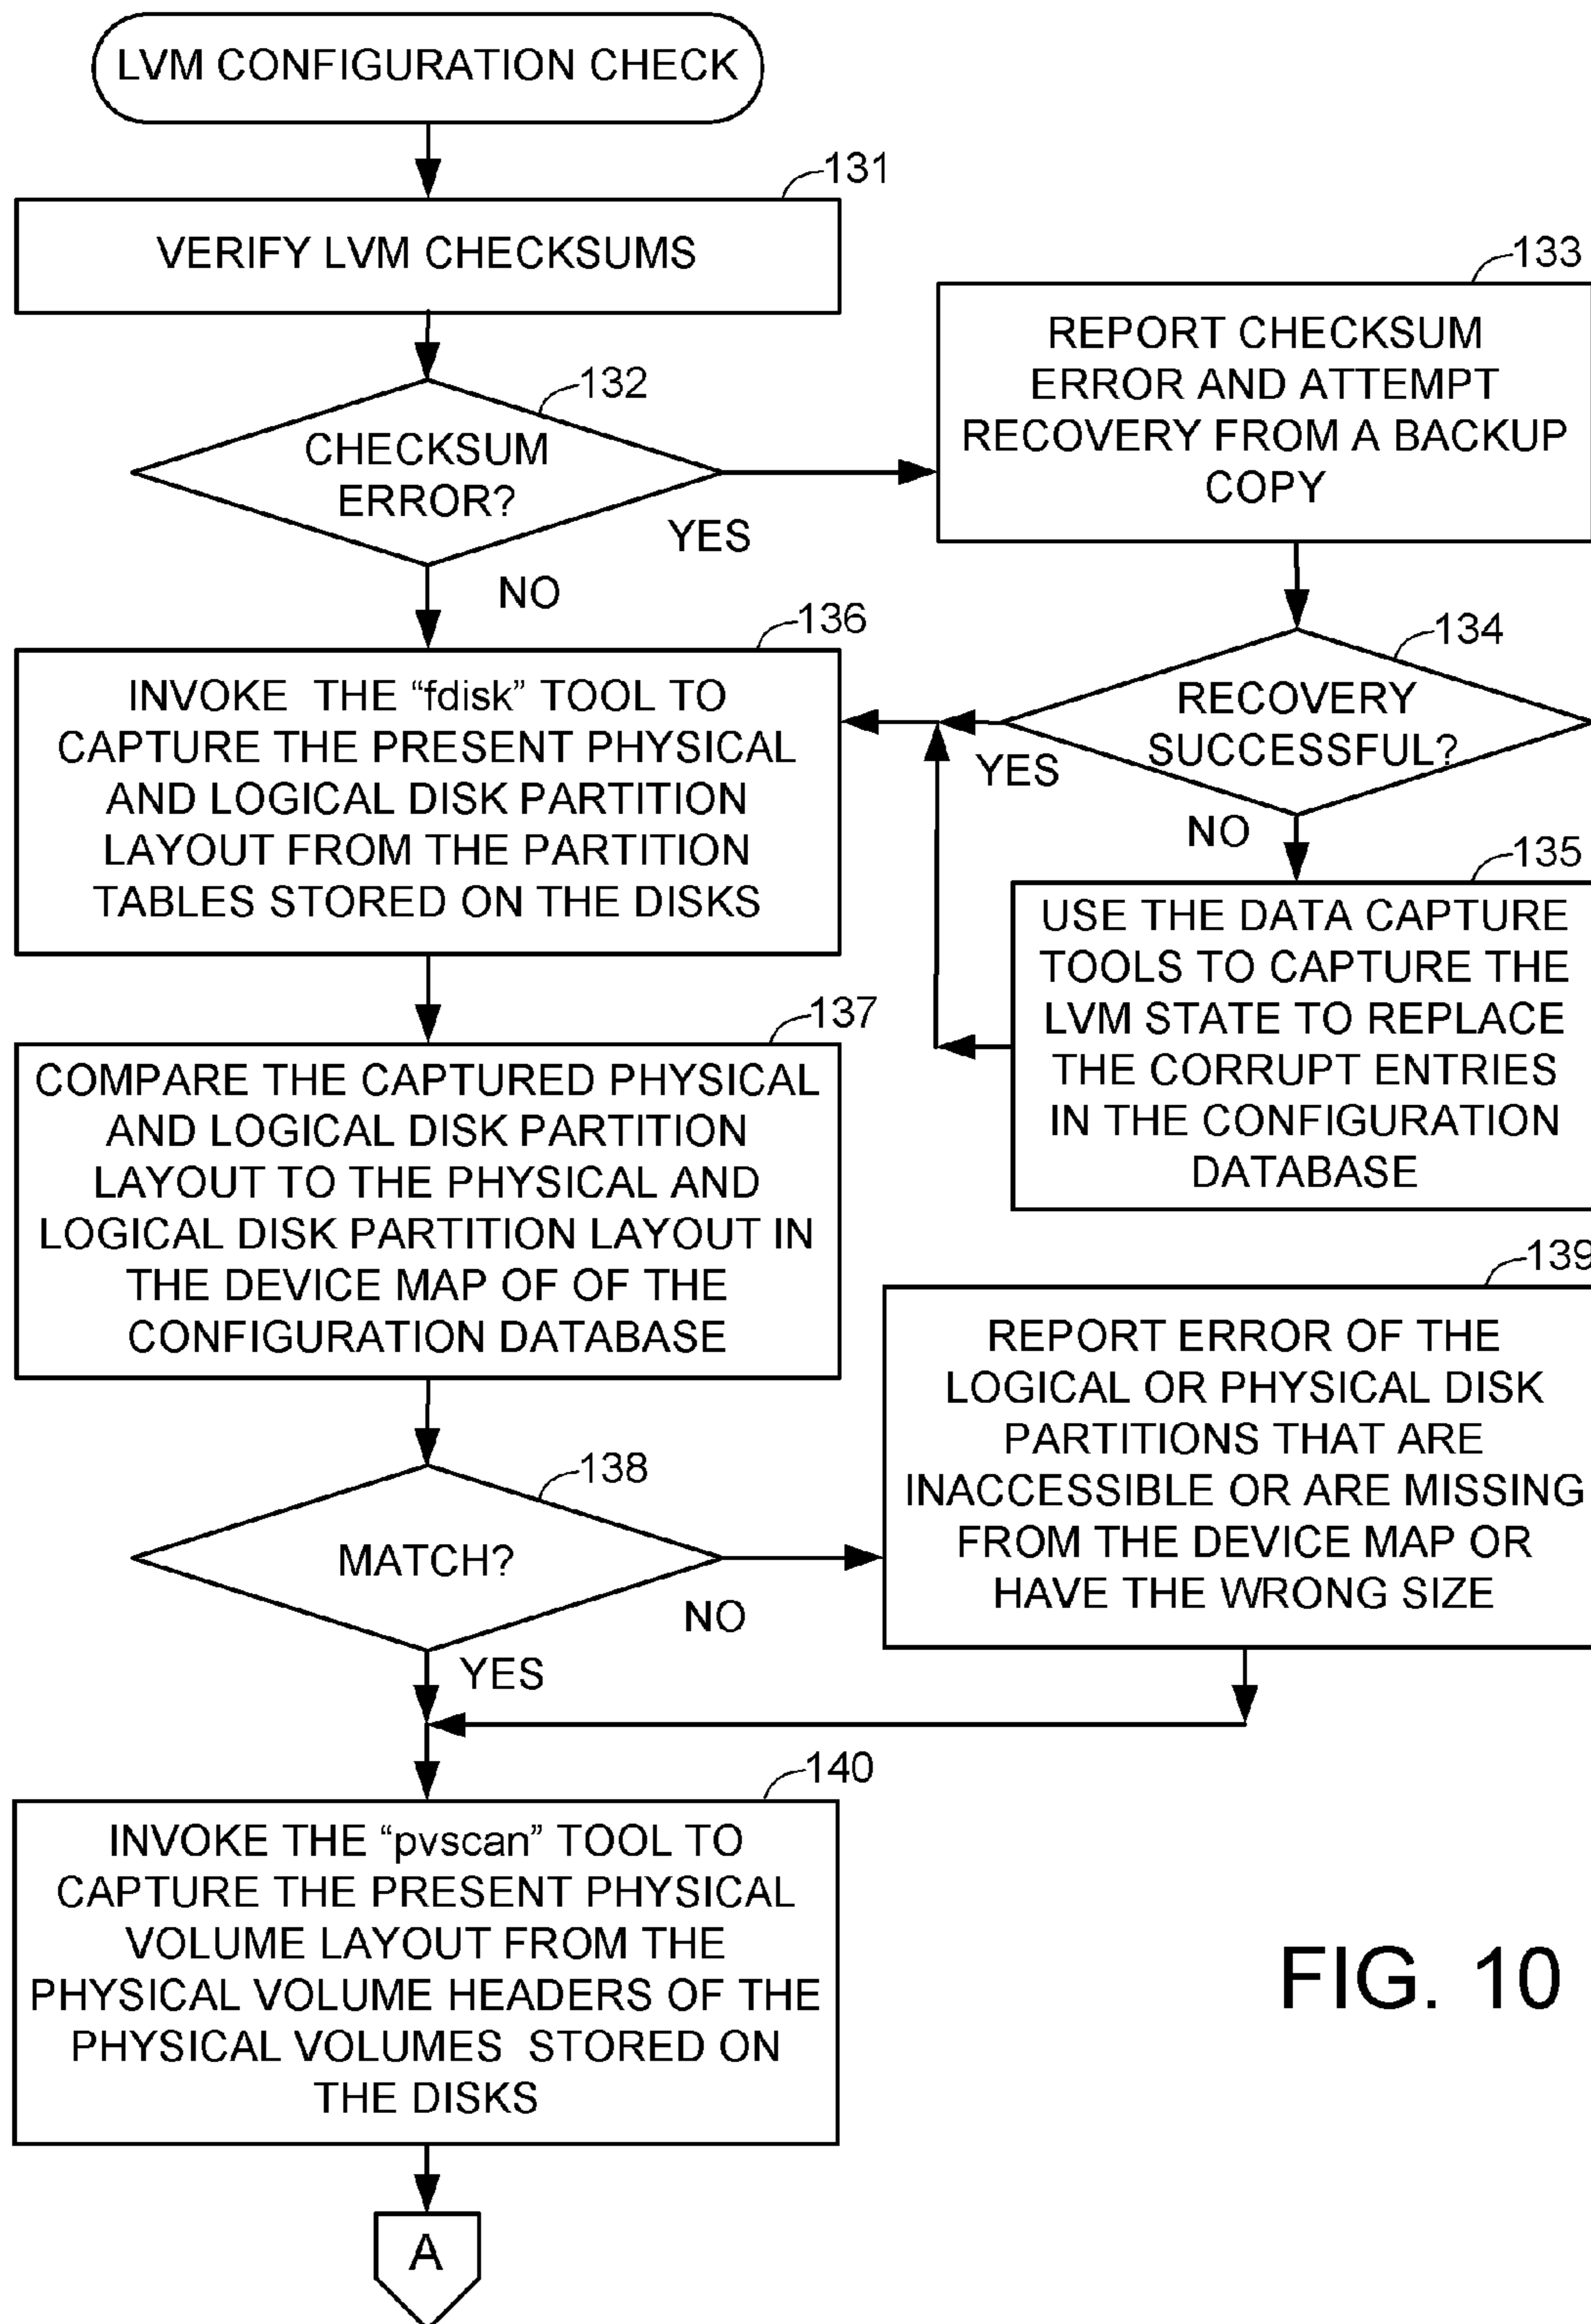 LVM CONFIGURATION CHECK
131
VERIFY LVM CHECKSUMS
132
CHECKSUM
ERROR?
YES
NO
133
REPORT CHECKSUM
ERROR AND ATTEMPT
RECOVERY FROM A BACKUP
COPY
134
RECOVERY
SUCCESSFUL?
YES
NO
135
USE THE DATA CAPTURE
TOOLS TO CAPTURE THE
LVM STATE TO REPLACE
THE CORRUPT ENTRIES
IN THE CONFIGURATION
DATABASE
136
INVOKE THE “fdisk” TOOL TO
CAPTURE THE PRESENT PHYSICAL
AND LOGICAL DISK PARTITION
LAYOUT FROM THE PARTITION
TABLES STORED ON THE DISKS
137
COMPARE THE CAPTURED PHYSICAL
AND LOGICAL DISK PARTITION
LAYOUT TO THE PHYSICAL AND
LOGICAL DISK PARTITION LAYOUT IN
THE DEVICE MAP OF OF THE
CONFIGURATION DATABASE
138
MATCH?
NO
YES
139
REPORT ERROR OF THE
LOGICAL OR PHYSICAL DISK
PARTITIONS THAT ARE
INACCESSIBLE OR ARE MISSING
FROM THE DEVICE MAP OR
HAVE THE WRONG SIZE
140
INVOKE THE “pvscan” TOOL TO
CAPTURE THE PRESENT PHYSICAL
VOLUME LAYOUT FROM THE
PHYSICAL VOLUME HEADERS OF THE
PHYSICAL VOLUMES STORED ON
THE DISKS
A
FIG. 10